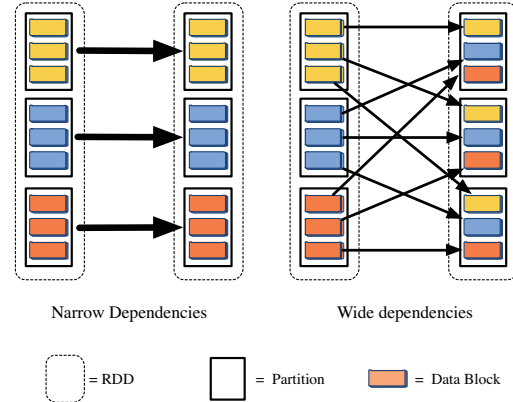 Narrow Dependencies
Wide dependencies
= RDD
= Partition
= Data Block